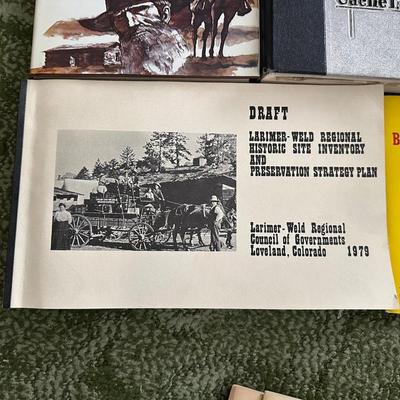 Cache
DRAFT
LARIMER-WELD REGIONAL
HISTORIC SITE INVENTORY
AND
PRESERVATION STRATEGY PLAN
Larimer-Weld Regional
Council of Governments
Loveland, Colorado 1979